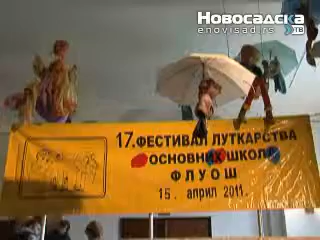 Новосадска
enovisad.rs ТВ
17. ФЕСТИВАЛ ЛУТКАРСТВА
ОСНОВНИХ ШКОЛА
ФЛУОШ
15. април 2011.